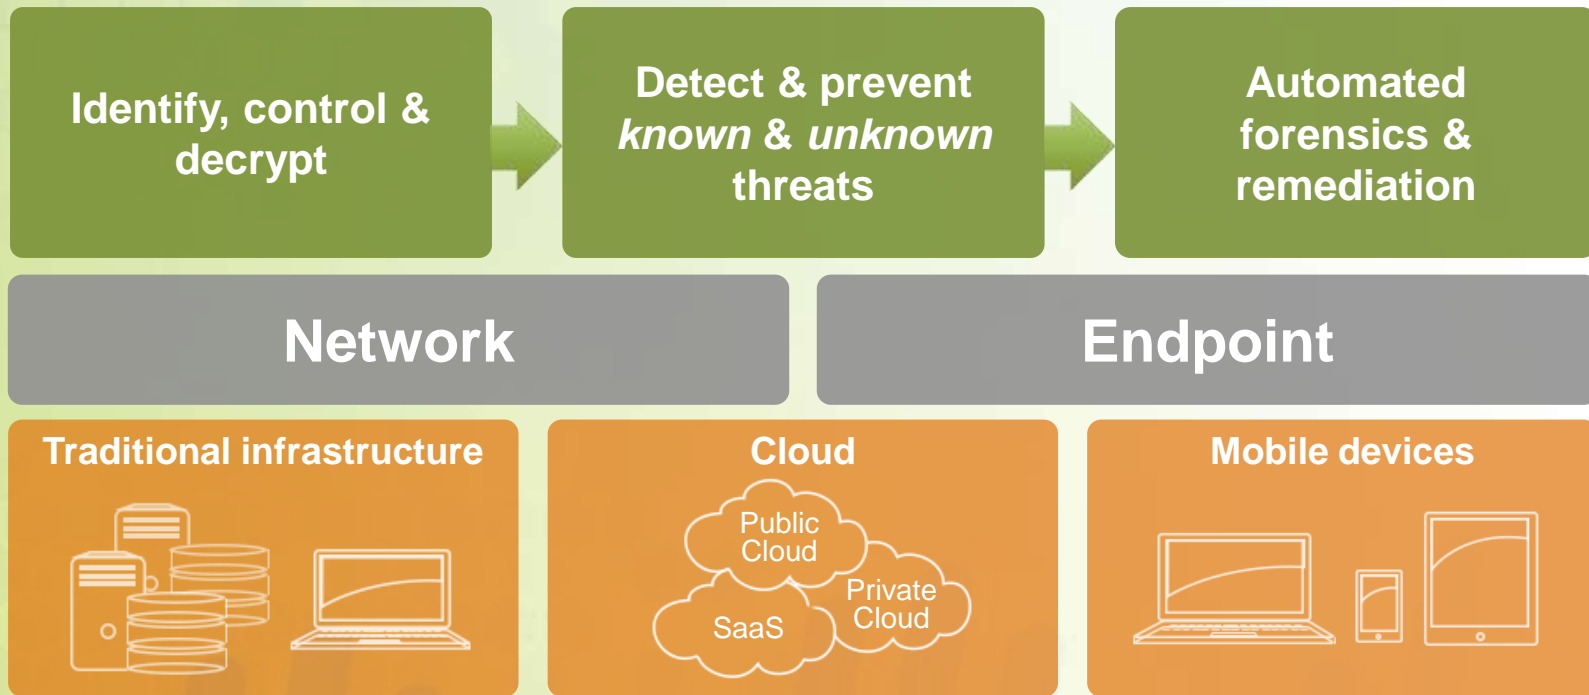 Identify, control &
decrypt
Detect & prevent
known & unknown
threats
Automated
forensics &
remediation
Network
Endpoint
Traditional infrastructure
Cloud
Public
Cloud
Private
Cloud
SaaS
Mobile devices